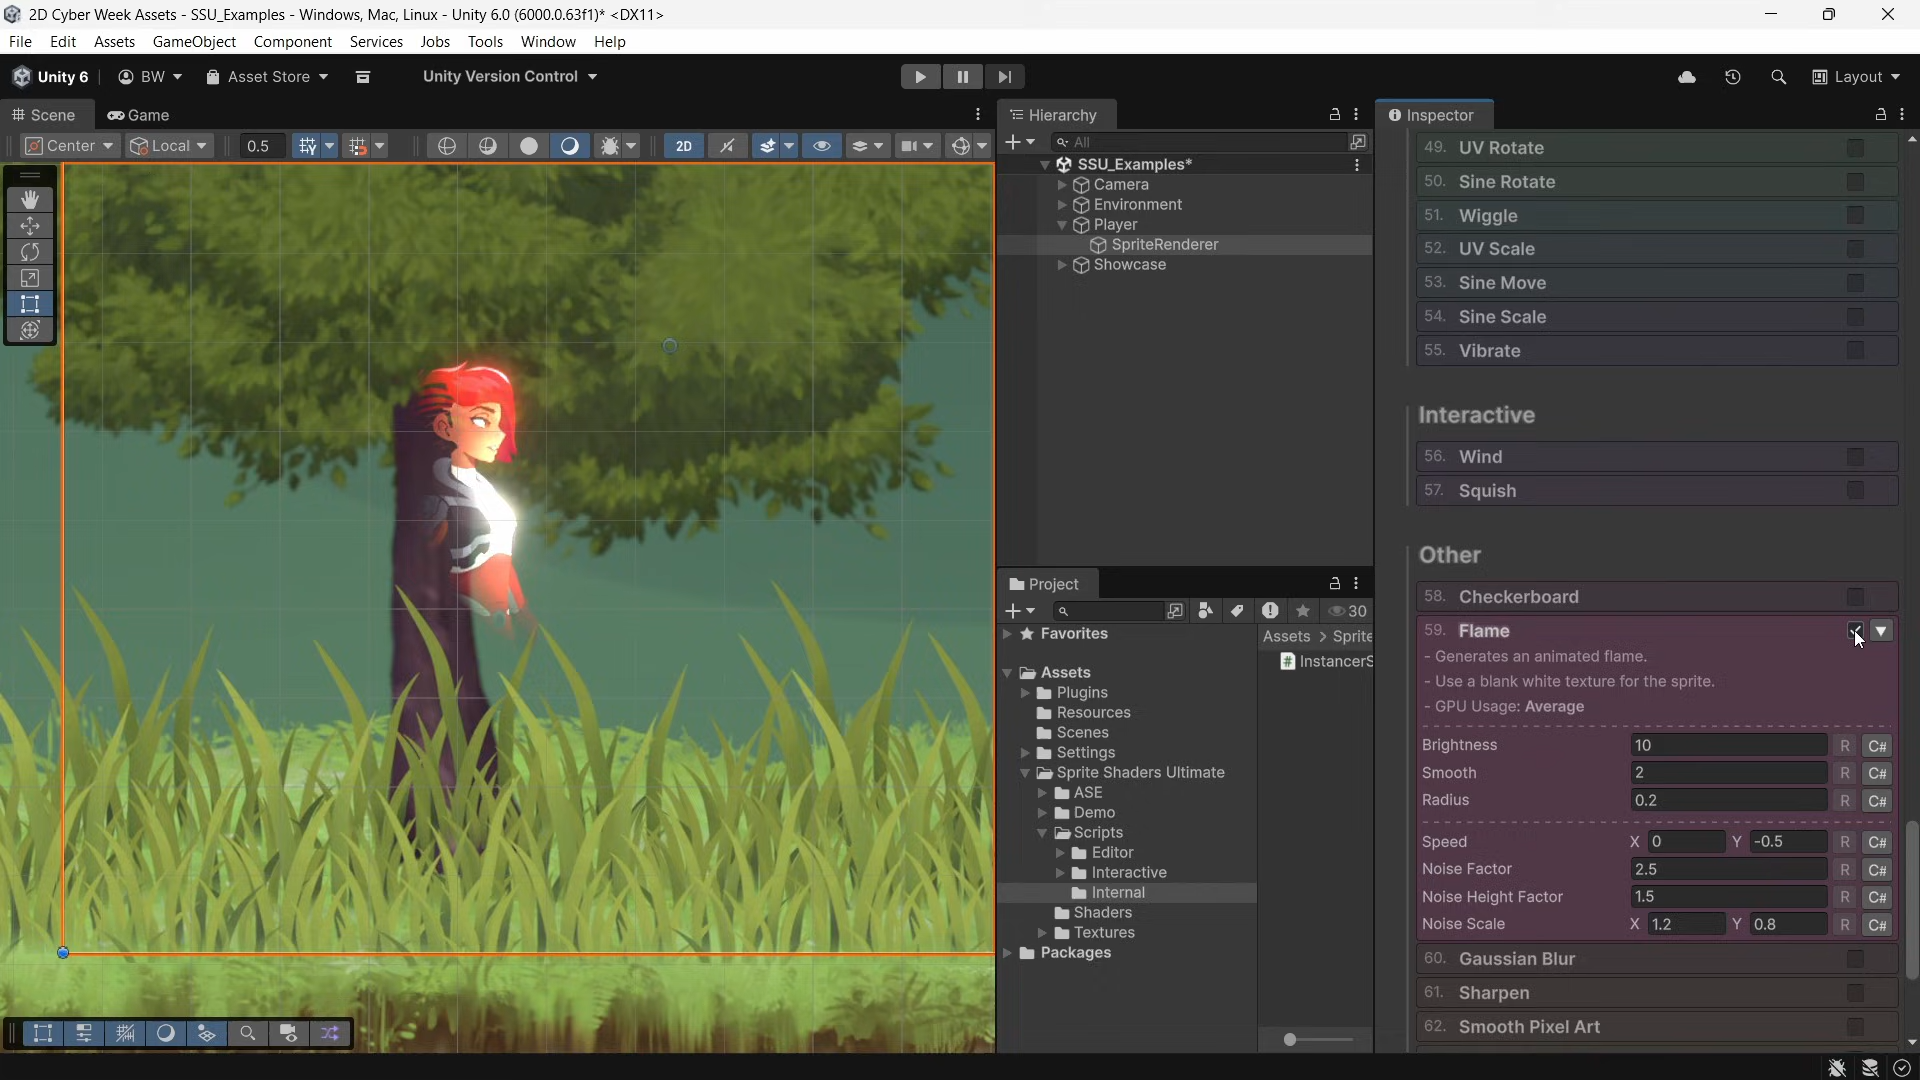 2D Cyber Week Assets - SSU_Examples - Windows, Mac, Linux - Unity 6.0 (6000.0.63f1)* <DX11>
File Edit Assets GameObject Component Services Jobs Tools Window Help
Unity 6 BW Asset Store Unity Version Control Layout
Scene Game
Center Local 0.5 2D
Hierarchy
All
SSU_Examples*
Camera
Environment
Player
SpriteRenderer
Showcase
Project
30
Favorites
Assets
Plugins
Resources
Scenes
Settings
Sprite Shaders Ultimate
ASE
Demo
Scripts
Editor
Interactive
Internal
Shaders
Textures
Packages
Assets > Sprite
InstancerS
Inspector
49. UV Rotate
50. Sine Rotate
51. Wiggle
52. UV Scale
53. Sine Move
54. Sine Scale
55. Vibrate
Interactive
56. Wind
57. Squish
Other
58. Checkerboard
59. Flame
- Generates an animated flame.
- Use a blank white texture for the sprite.
- GPU Usage: Average
Brightness 10 R C#
Smooth 2 R C#
Radius 0.2 R C#
Speed X 0 Y -0.5 R C#
Noise Factor 2.5 R C#
Noise Height Factor 1.5 R C#
Noise Scale X 1.2 Y 0.8 R C#
60. Gaussian Blur
61. Sharpen
62. Smooth Pixel Art